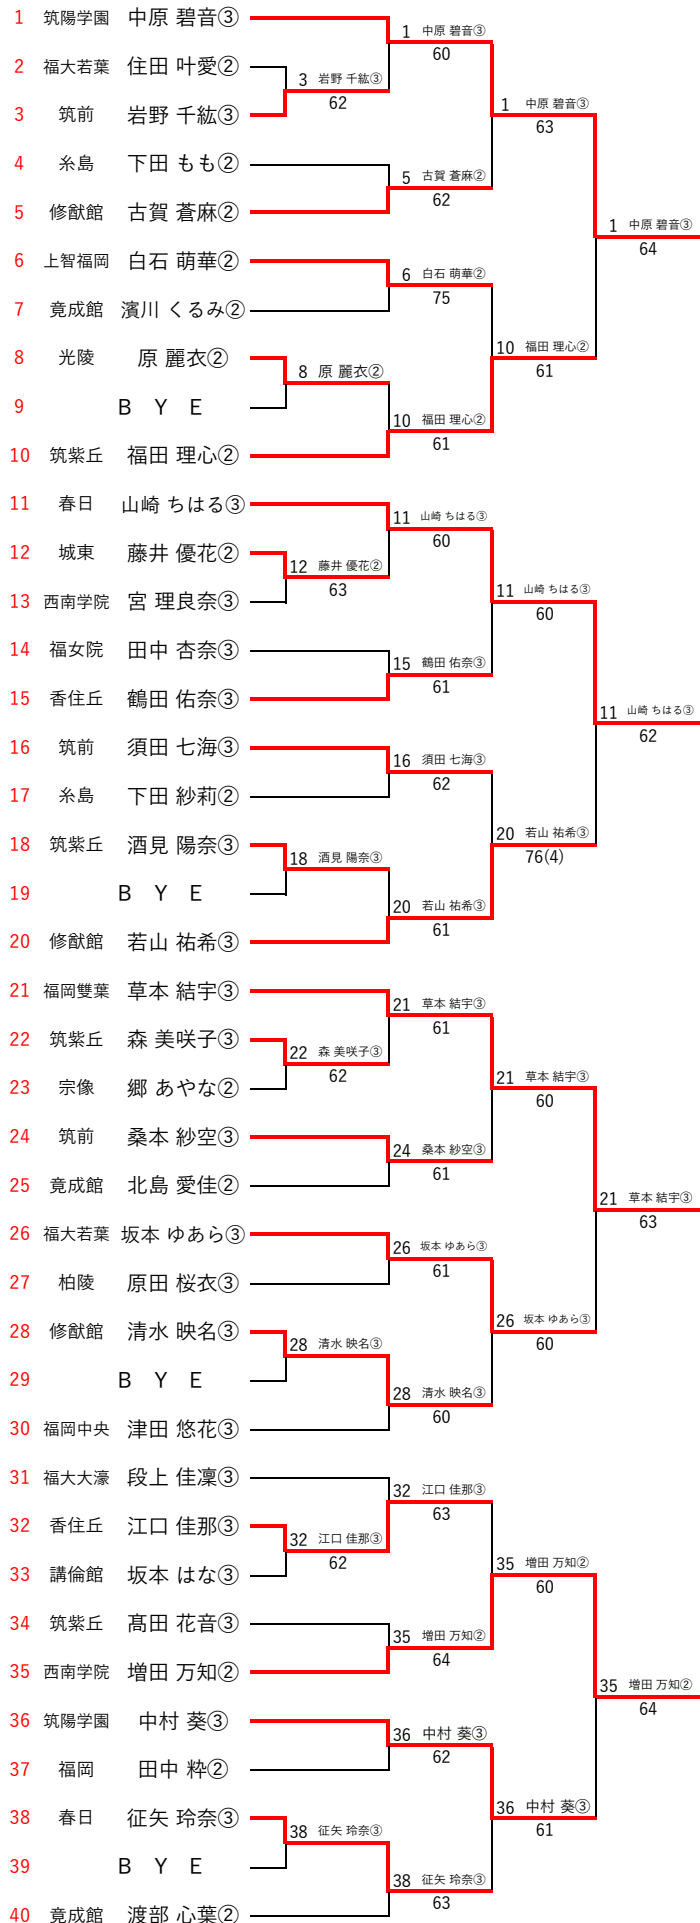 1 筑陽学園 中原 碧音③
2 福大若葉 住田 叶愛②
3 筑前 岩野 千紘③
4 糸島 下田 もも②
5 修猷館 古賀 蒼麻②
6 上智福岡 白石 萌華②
7 竟成館 濱川 くるみ②
8 光陵 原 麗衣②
9 B Y E
10 筑紫丘 福田 理心②
11 春日 山崎 ちはる③
12 城東 藤井 優花②
13 西南学院 宮 理良奈③
14 福女院 田中 杏奈③
15 香住丘 鶴田 佑奈③
16 筑前 須田 七海③
17 糸島 下田 紗莉②
18 筑紫丘 酒見 陽奈③
19 B Y E
20 修猷館 若山 祐希③
21 福岡雙葉 草本 結宇③
22 筑紫丘 森 美咲子③
23 宗像 郷 あやな②
24 筑前 桑本 紗空③
25 竟成館 北島 愛佳②
26 福大若葉 坂本 ゆあら③
27 柏陵 原田 桜衣③
28 修猷館 清水 映名③
29 B Y E
30 福岡中央 津田 悠花③
31 福大大濠 段上 佳凜③
32 香住丘 江口 佳那③
33 講倫館 坂本 はな③
34 筑紫丘 髙田 花音③
35 西南学院 増田 万知②
36 筑陽学園 中村 葵③
37 福岡 田中 粋②
38 春日 征矢 玲奈③
39 B Y E
40 竟成館 渡部 心葉②
3 岩野 千紘③
62
8 原 麗衣②
12 藤井 優花②
63
18 酒見 陽奈③
22 森 美咲子③
62
28 清水 映名③
32 江口 佳那③
62
38 征矢 玲奈③
1 中原 碧音③
60
5 古賀 蒼麻②
62
6 白石 萌華②
75
10 福田 理心②
61
11 山崎 ちはる③
60
15 鶴田 佑奈③
61
16 須田 七海③
62
20 若山 祐希③
61
21 草本 結宇③
61
24 桑本 紗空③
61
26 坂本 ゆあら③
61
28 清水 映名③
60
32 江口 佳那③
63
35 増田 万知②
64
36 中村 葵③
62
38 征矢 玲奈③
63
1 中原 碧音③
63
10 福田 理心②
61
11 山崎 ちはる③
60
20 若山 祐希③
76(4)
21 草本 結宇③
60
26 坂本 ゆあら③
60
35 増田 万知②
60
36 中村 葵③
61
1 中原 碧音③
64
11 山崎 ちはる③
62
21 草本 結宇③
63
35 増田 万知②
64